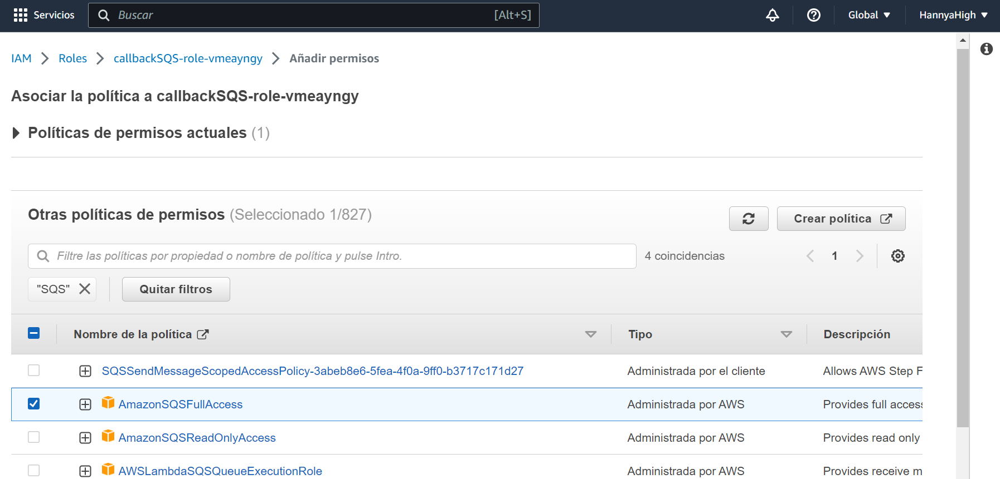 Servicios Buscar [Alt+S] Global HannyaHigh
IAM Roles callbackSQS-role-vmeayngy Añadir permisos
Asociar la política a callbackSQS-role-vmeayngy
Políticas de permisos actuales (1)
Otras políticas de permisos (Seleccionado 1/827) Crear política
Filtre las políticas por propiedad o nombre de política y pulse Intro. 4 coincidencias 1
"SQS" Quitar filtros
Nombre de la política Tipo Descripción
SQSSendMessageScopedAccessPolicy-3abeb8e6-5fea-4f0a-9ff0-b3717c171d27 Administrada por el cliente Allows AWS Step F
AmazonSQSFullAccess Administrada por AWS Provides full access
AmazonSQSReadOnlyAccess Administrada por AWS Provides read only
AWSLambdaSQSQueueExecutionRole Administrada por AWS Provides receive m